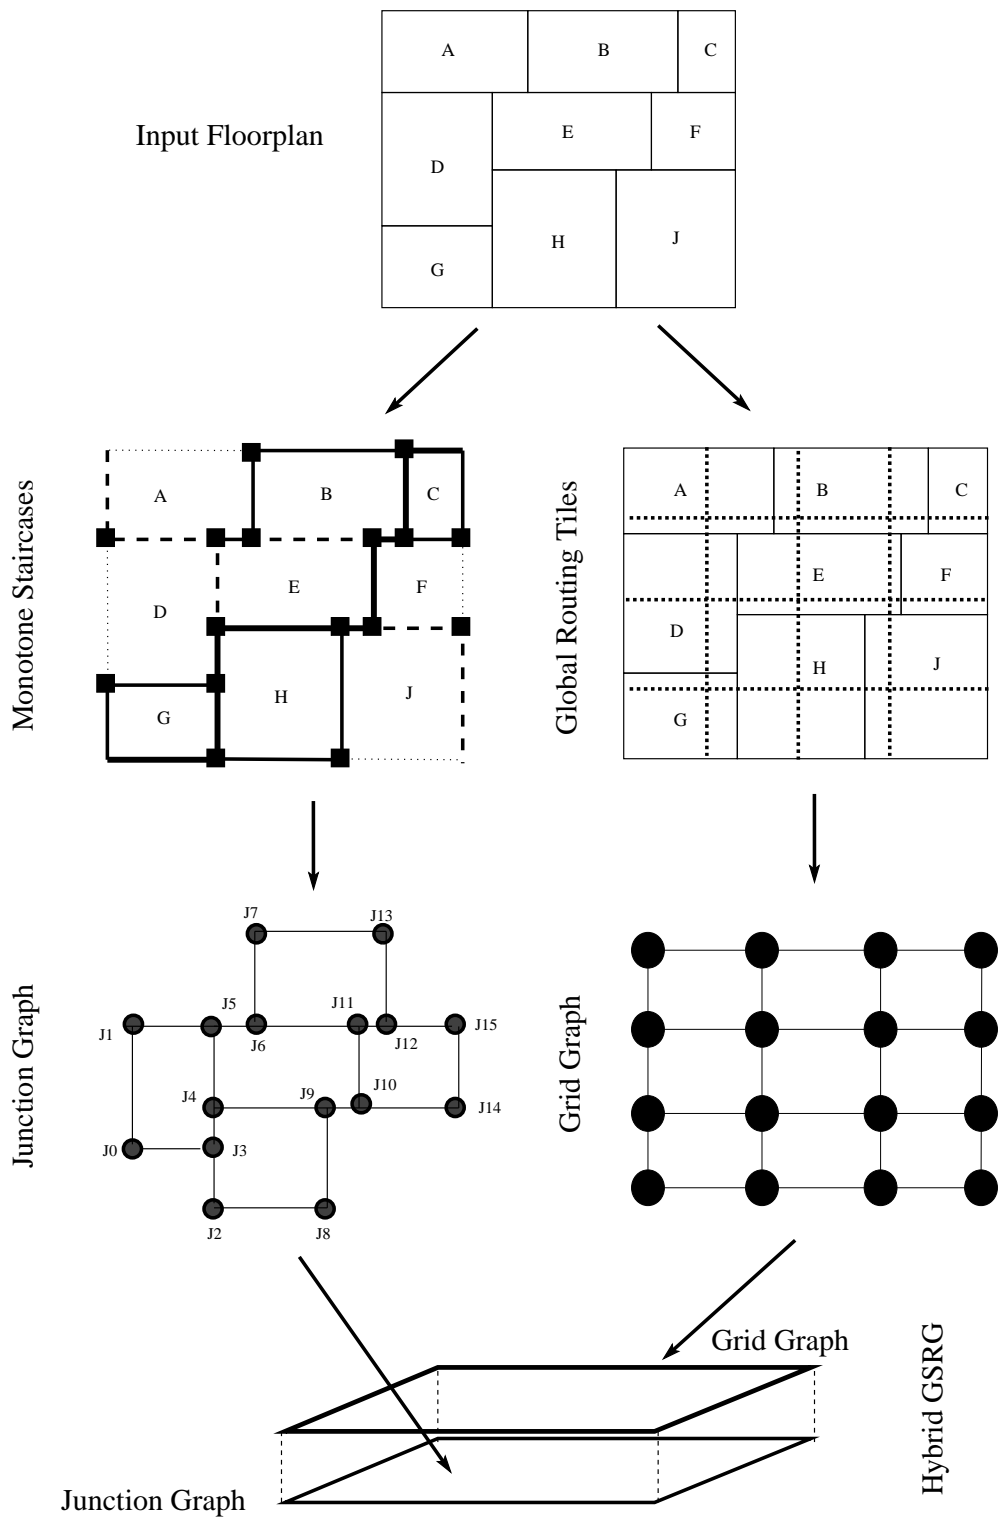 A B C
Input Floorplan
E F
D
H J
G
Monotone Staircases
A B C
D E F
G H J
Global Routing Tiles
A B C
E F
D
H J
G
Junction Graph
J7 J13
J5 J11
J1 J15
J6 J12
J4 J9 J10
J14
J0 J3
J2 J8
Grid Graph
Grid Graph
Hybrid GSRG
Junction Graph